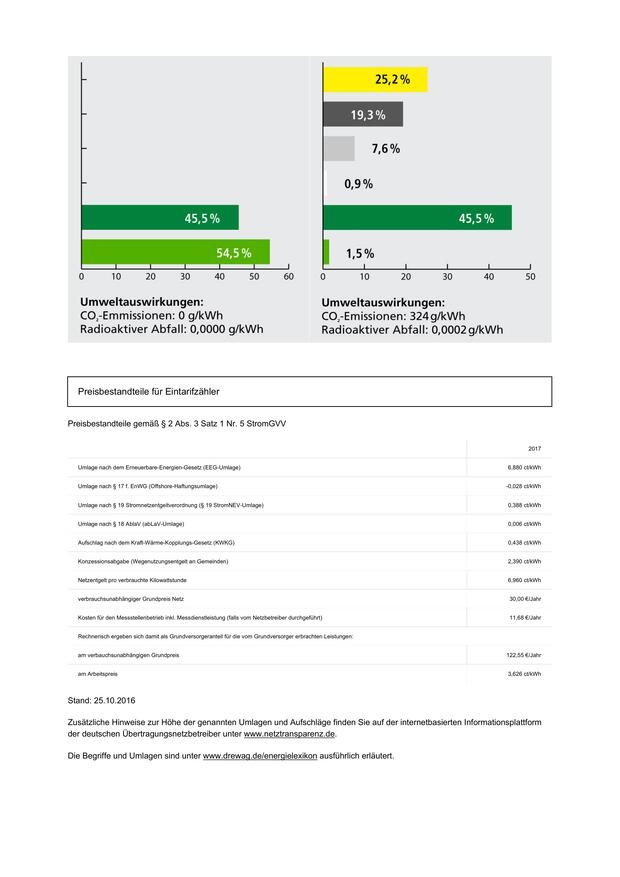 45,5 %
54,5 %
0 10 20 30 40 50 60
Umweltauswirkungen:
CO₂-Emmissionen: 0 g/kWh
Radioaktiver Abfall: 0,0000 g/kWh
25,2 %
19,3 %
7,6 %
0,9 %
45,5 %
1,5 %
0 10 20 30 40 50
Umweltauswirkungen:
CO₂-Emissionen: 324 g/kWh
Radioaktiver Abfall: 0,0002 g/kWh
Preisbestandteile für Eintarifzähler
Preisbestandteile gemäß § 2 Abs. 3 Satz 1 Nr. 5 StromGVV
2017
Umlage nach dem Erneuerbare-Energien-Gesetz (EEG-Umlage) 6,880 ct/kWh
Umlage nach § 17 f. EnWG (Offshore-Haftungsumlage) -0,028 ct/kWh
Umlage nach § 19 Stromnetzentgeltverordnung (§ 19 StromNEV-Umlage) 0,388 ct/kWh
Umlage nach § 18 AblaV (abLaV-Umlage) 0,006 ct/kWh
Aufschlag nach dem Kraft-Wärme-Kopplungs-Gesetz (KWKG) 0,438 ct/kWh
Konzessionsabgabe (Wegenutzungsentgelt an Gemeinden) 2,390 ct/kWh
Netzentgelt pro verbrauchte Kilowattstunde 6,960 ct/kWh
verbrauchsunabhängiger Grundpreis Netz 30,00 €/Jahr
Kosten für den Messstellenbetrieb inkl. Messdienstleistung (falls vom Netzbetreiber durchgeführt) 11,68 €/Jahr
Rechnerisch ergeben sich damit als Grundversorgeranteil für die vom Grundversorger erbrachten Leistungen:
am verbauchsunabhängigen Grundpreis 122,55 €/Jahr
am Arbeitspreis 3,626 ct/kWh
Stand: 25.10.2016
Zusätzliche Hinweise zur Höhe der genannten Umlagen und Aufschläge finden Sie auf der internetbasierten Informationsplattform
der deutschen Übertragungsnetzbetreiber unter www.netztransparenz.de.
Die Begriffe und Umlagen sind unter www.drewag.de/energielexikon ausführlich erläutert.